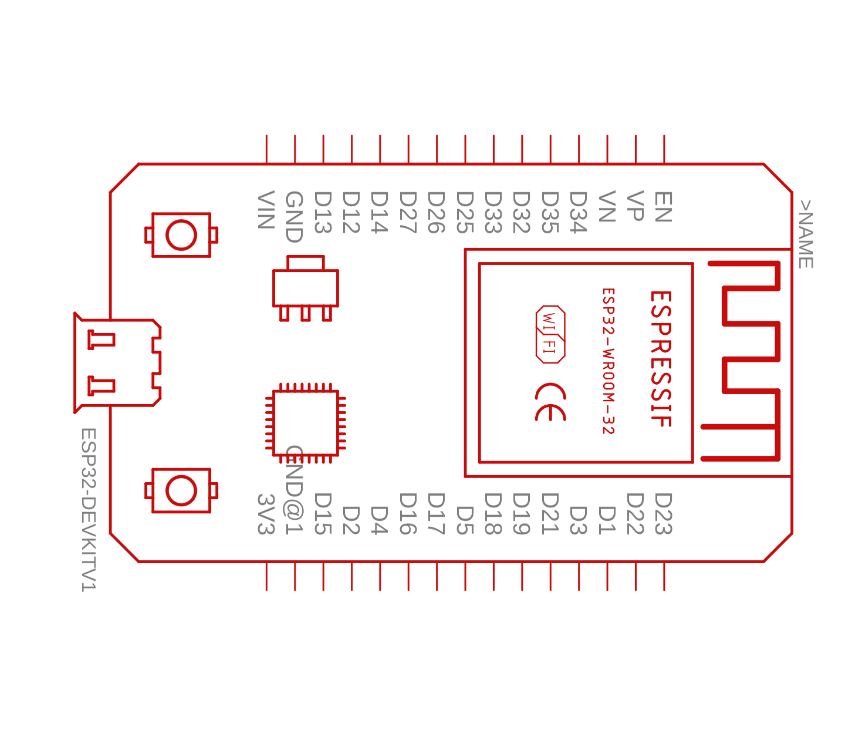 VIN
GND
D13
D12
D14
D27
D26
D25
D33
D32
D35
D34
VN
VP
EN
>NAME
ESPRESSIF
ESP32-WROOM-32
WI
FI
CE
3V3
GND@1
D15
D2
D4
D16
D17
D5
D18
D19
D21
D3
D1
D22
D23
ESP32-DEVKITV1